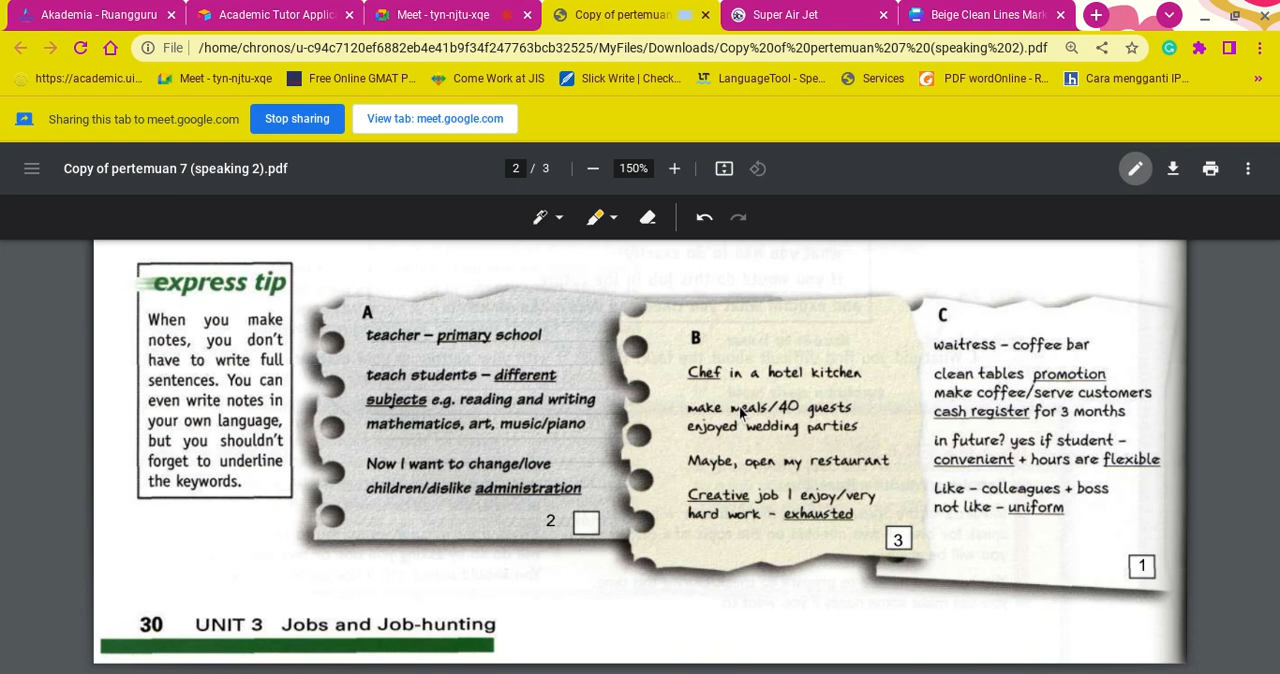 Akademia - Ruangguru
Academic Tutor Applic
Meet - tyn-njtu-xqe
Copy of pertemuan
Super Air Jet
Beige Clean Lines Mark
File
/home/chronos/u-c94c7120ef6882eb4e41b9f34f247763bcb32525/MyFiles/Downloads/Copy%20of%20pertemuan%207%20(speaking%202).pdf
https://academic.ui...
Meet - tyn-njtu-xqe
Free Online GMAT P...
Come Work at JIS
Slick Write | Check...
LanguageTool - Spe...
Services
PDF wordOnline - R...
Cara mengganti IP...
Sharing this tab to meet.google.com
Stop sharing
View tab: meet.google.com
Copy of pertemuan 7 (speaking 2).pdf
2 / 3
150%
express tip
When you make
notes, you don't
have to write full
sentences. You can
even write notes in
your own language,
but you shouldn't
forget to underline
the keywords.
A
teacher – primary school
teach students – different
subjects e.g. reading and writing
mathematics, art, music/piano
Now I want to change/love
children/dislike administration
2
B
Chef in a hotel kitchen
make meals/40 guests
enjoyed wedding parties
Maybe, open my restaurant
Creative job I enjoy/very
hard work - exhausted
3
C
waitress – coffee bar
clean tables promotion
make coffee/serve customers
cash register for 3 months
in future? yes if student –
convenient + hours are flexible
Like – colleagues + boss
not like – uniform
1
30 UNIT 3 Jobs and Job-hunting